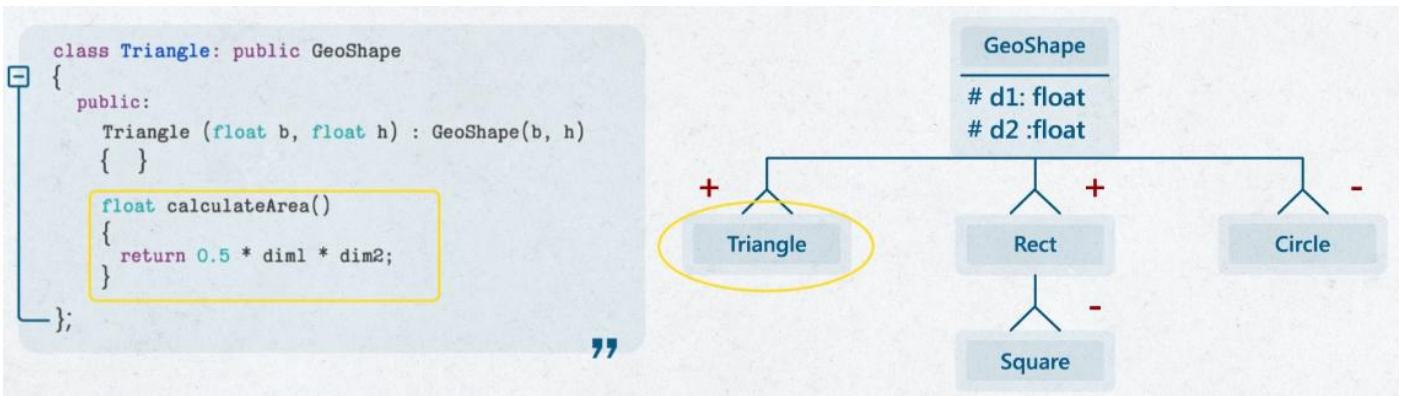 class Triangle: public GeoShape
{
public:
Triangle (float b, float h) : GeoShape(b, h)
{ }
float calculateArea()
{
return 0.5 * dim1 * dim2;
}
};
”
GeoShape
# d1: float
# d2 :float
+
+
-
Triangle
Rect
Circle
-
Square